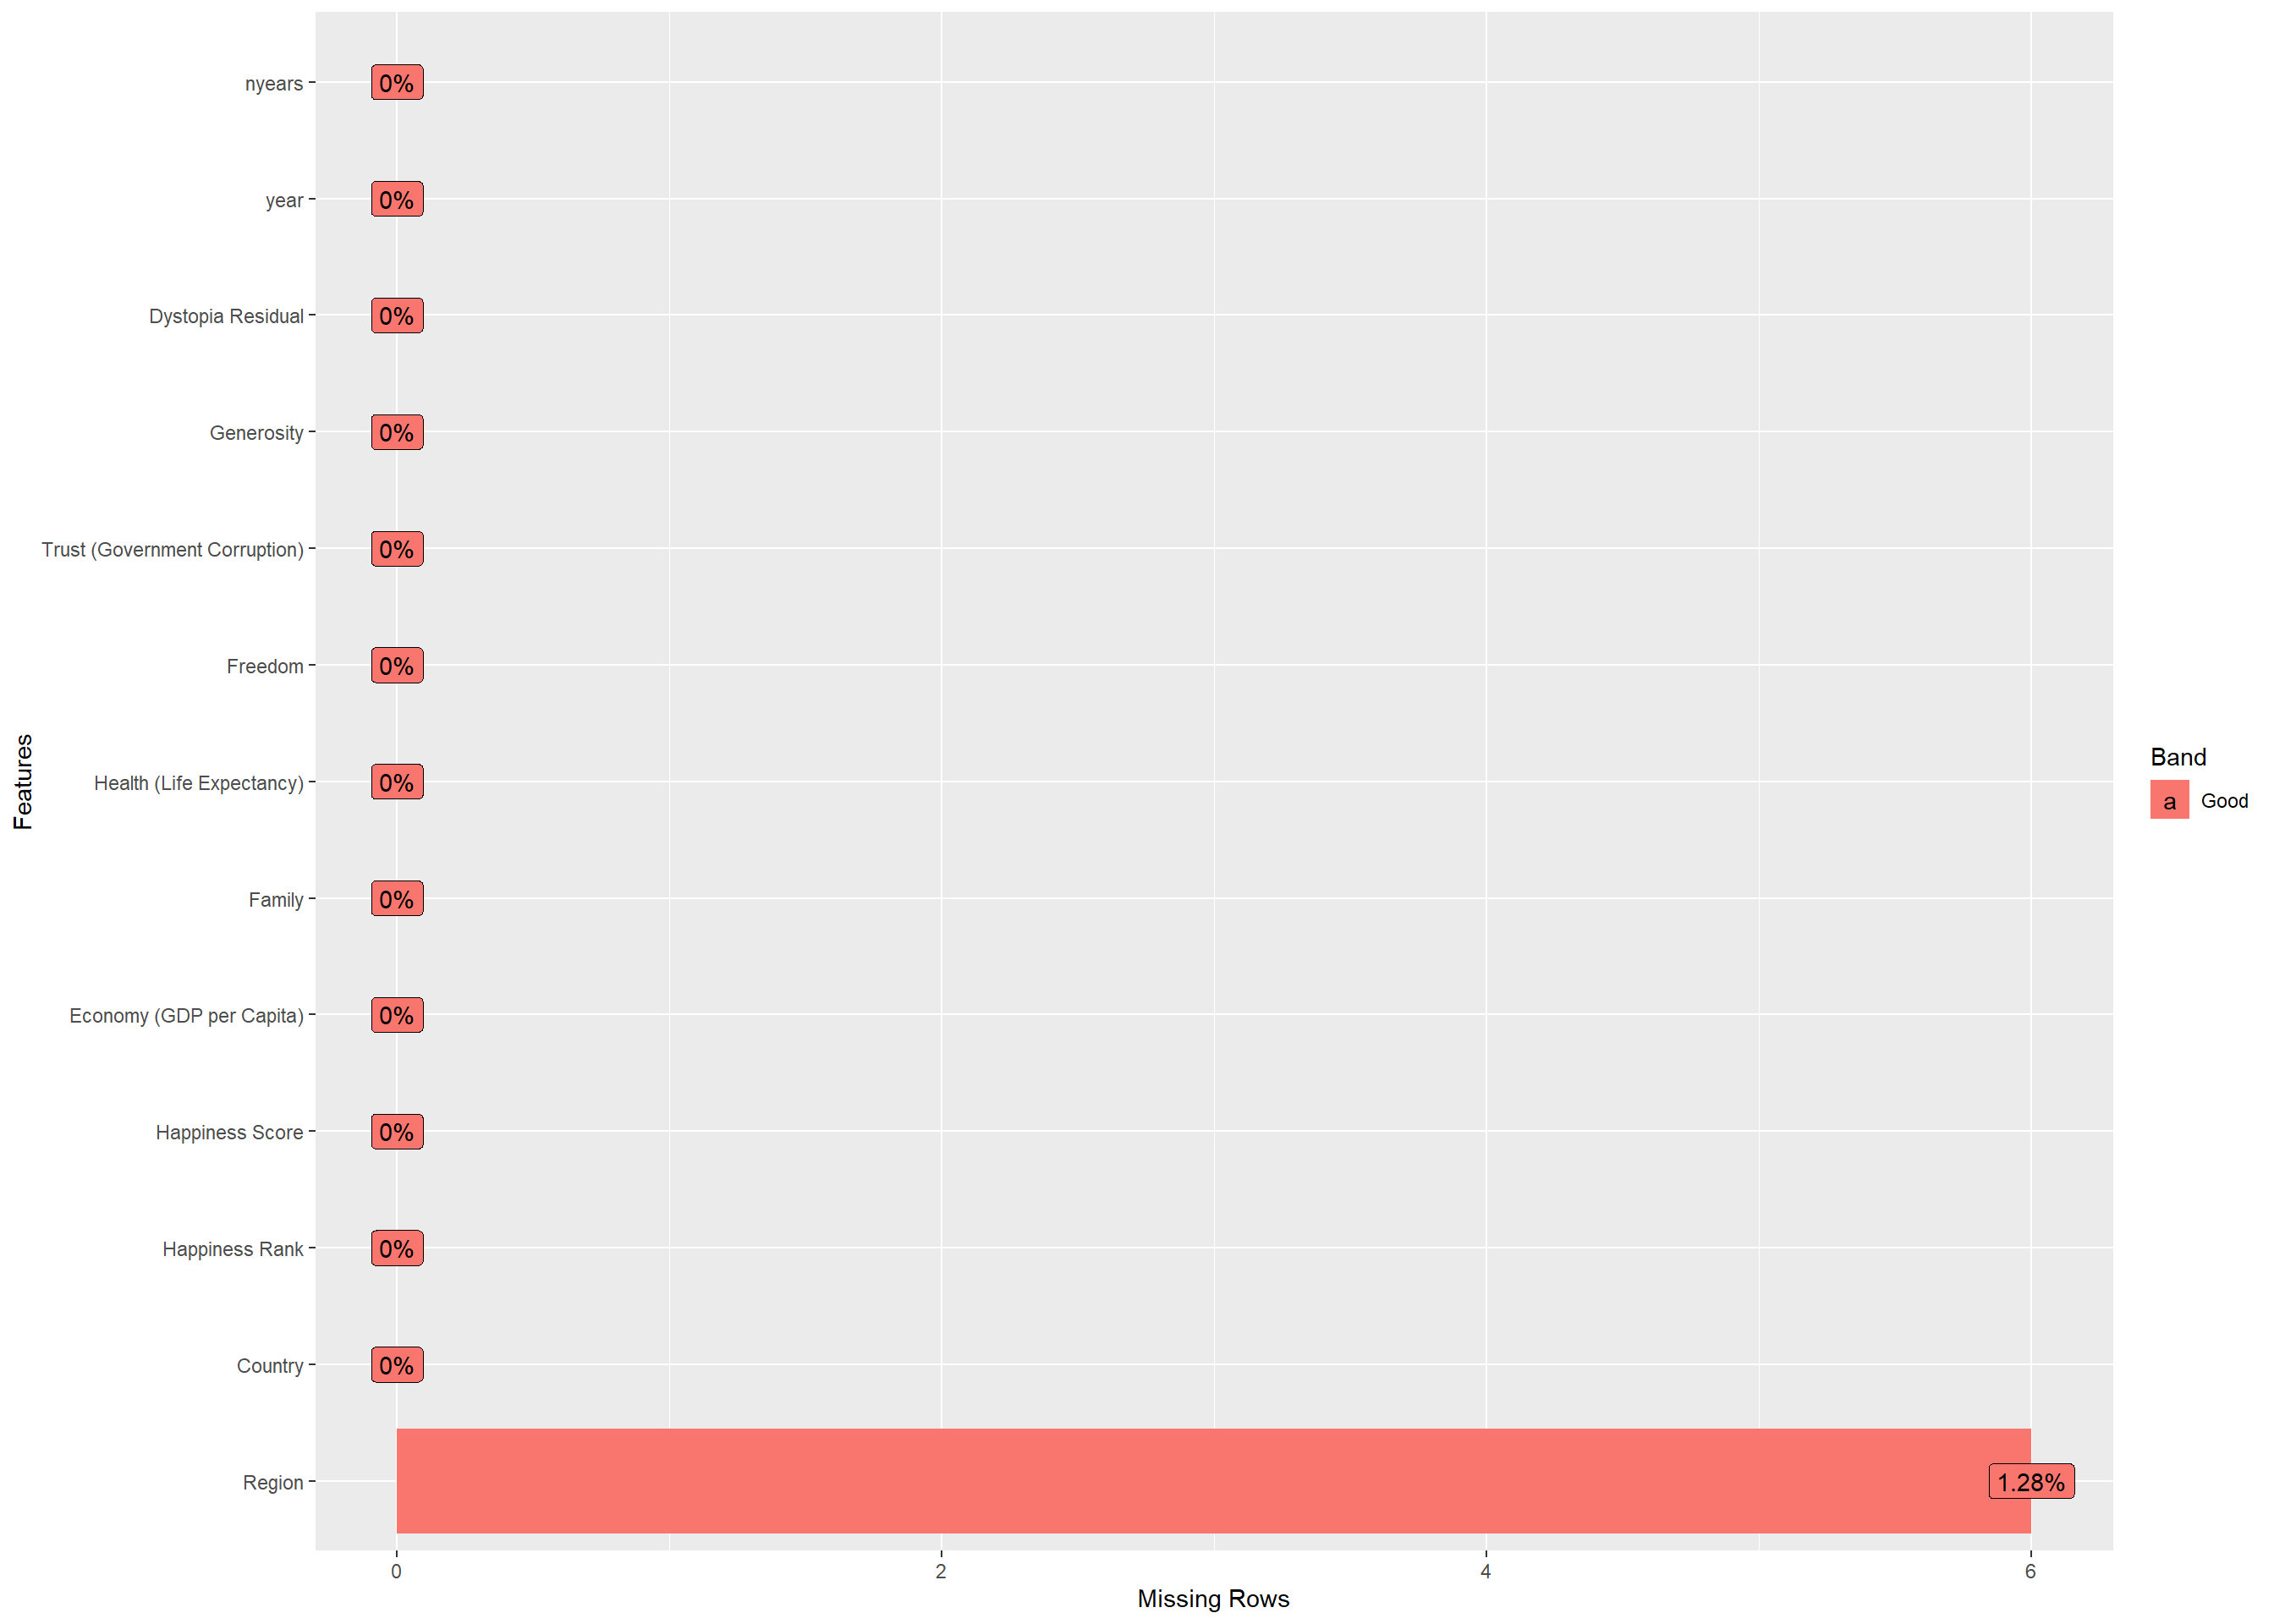 nyears
0%
year
0%
Dystopia Residual
0%
Generosity
0%
Trust (Government Corruption)
0%
Freedom
0%
Health (Life Expectancy)
0%
Family
0%
Economy (GDP per Capita)
0%
Happiness Score
0%
Happiness Rank
0%
Country
0%
Region
1.28%
0
2
4
6
Missing Rows
Features
Band
a Good